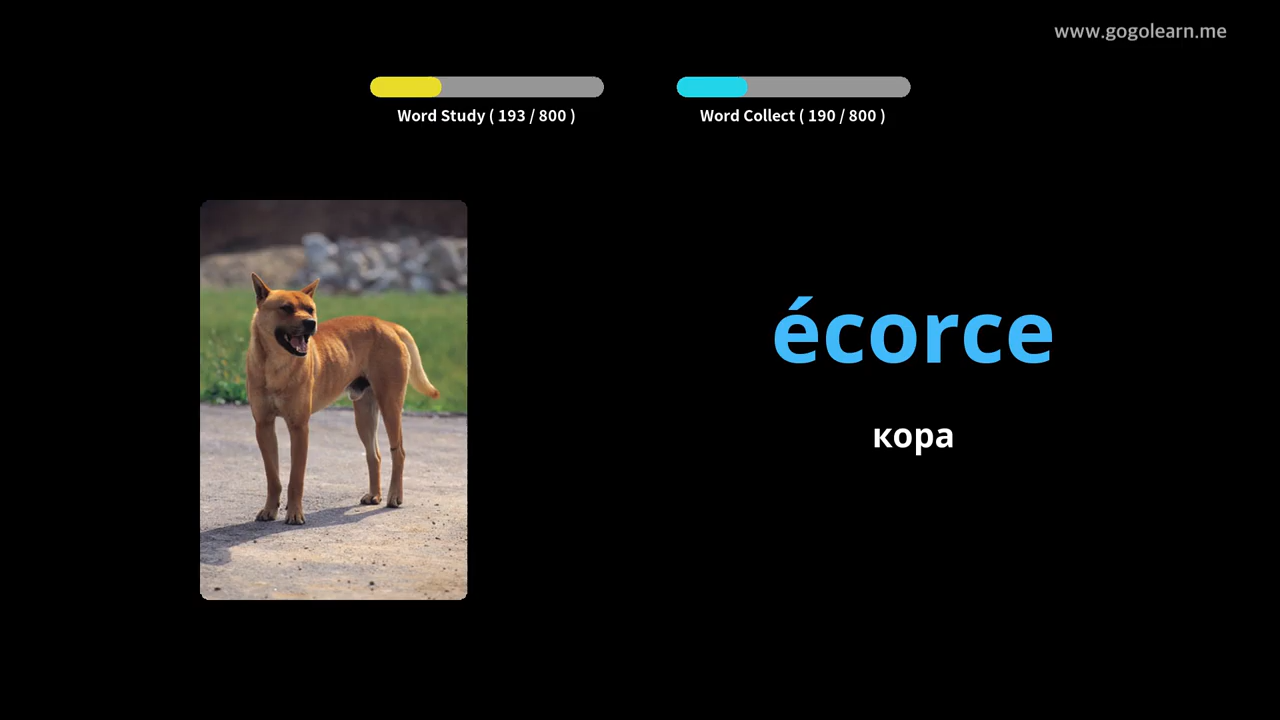 www.gogolearn.me
Word Study ( 193 / 800 )
Word Collect ( 190 / 800 )
écorce
кора